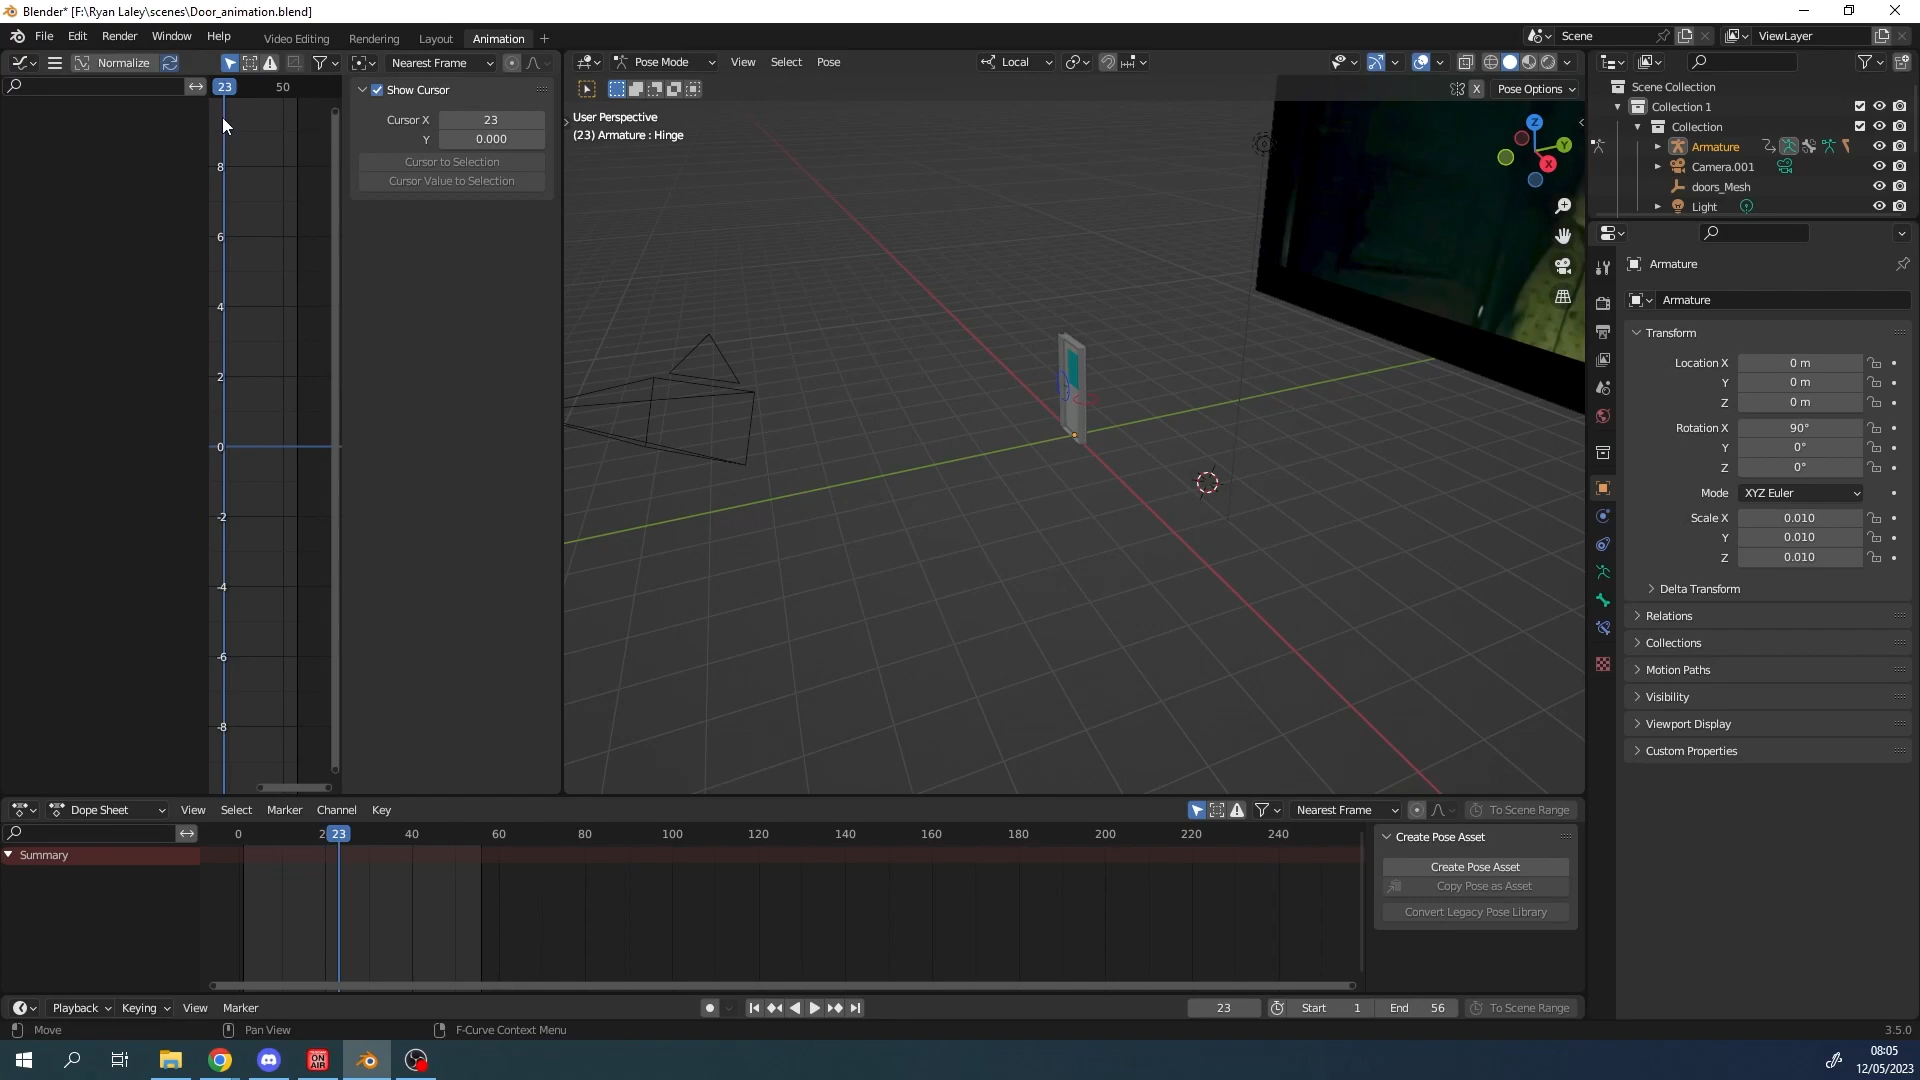 Blender* [F:\Ryan Laley\scenes\Door_animation.blend]
File Edit Render Window Help Video Editing Rendering Layout Animation + Scene ViewLayer
Normalize Nearest Frame Pose Mode View Select Pose Local
23 50 Show Cursor X Pose Options
Cursor X 23
Y 0.000
Cursor to Selection
Cursor Value to Selection
8
6
4
2
0
-2
-4
-6
-8
User Perspective
(23) Armature : Hinge
Z
Y
X
Scene Collection
Collection 1
Collection
Armature
Camera.001
doors_Mesh
Light
Armature
Armature
Transform
Location X 0 m
Y 0 m
Z 0 m
Rotation X 90°
Y 0°
Z 0°
Mode XYZ Euler
Scale X 0.010
Y 0.010
Z 0.010
Delta Transform
Relations
Collections
Motion Paths
Visibility
Viewport Display
Custom Properties
Dope Sheet View Select Marker Channel Key Nearest Frame To Scene Range
0 2 23 40 60 80 100 120 140 160 180 200 220 240
Summary
Create Pose Asset
Create Pose Asset
Copy Pose as Asset
Convert Legacy Pose Library
Playback Keying View Marker 23 Start 1 End 56 To Scene Range
Move Pan View F-Curve Context Menu 3.5.0
ON AIR
08:05
12/05/2023